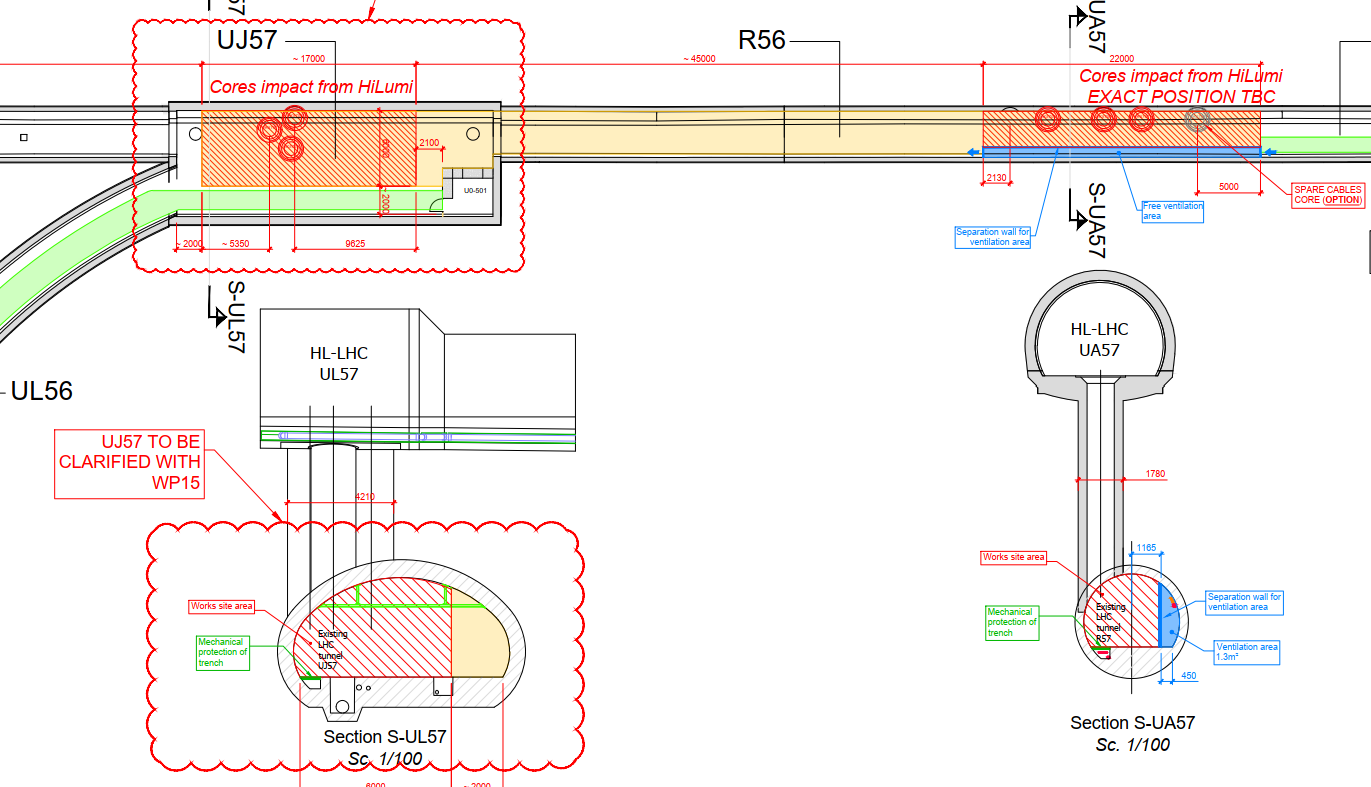 UJ57
R56
UA57
~ 17000
~ 45000
22000
Cores impact from HiLumi
Cores impact from HiLumi
EXACT POSITION TBC
2100
6000
~ 2000
U0-501
~ 2000
~ 5350
9625
2130
5000
SPARE CABLES
CORE (OPTION)
Free ventilation
area
Separation wall for
ventilation area
S-UA57
S-UL57
UL56
HL-LHC
UL57
HL-LHC
UA57
UJ57 TO BE
CLARIFIED WITH
WP15
4210
1780
1165
Works site area
Mechanical
protection of
trench
Existing
LHC
tunnel
UJ57
Works site area
Mechanical
protection of
trench
Existing
LHC
tunnel
R57
Separation wall for
ventilation area
Ventilation area
1.3m²
450
Section S-UL57
Sc. 1/100
Section S-UA57
Sc. 1/100
6000
~ 2000